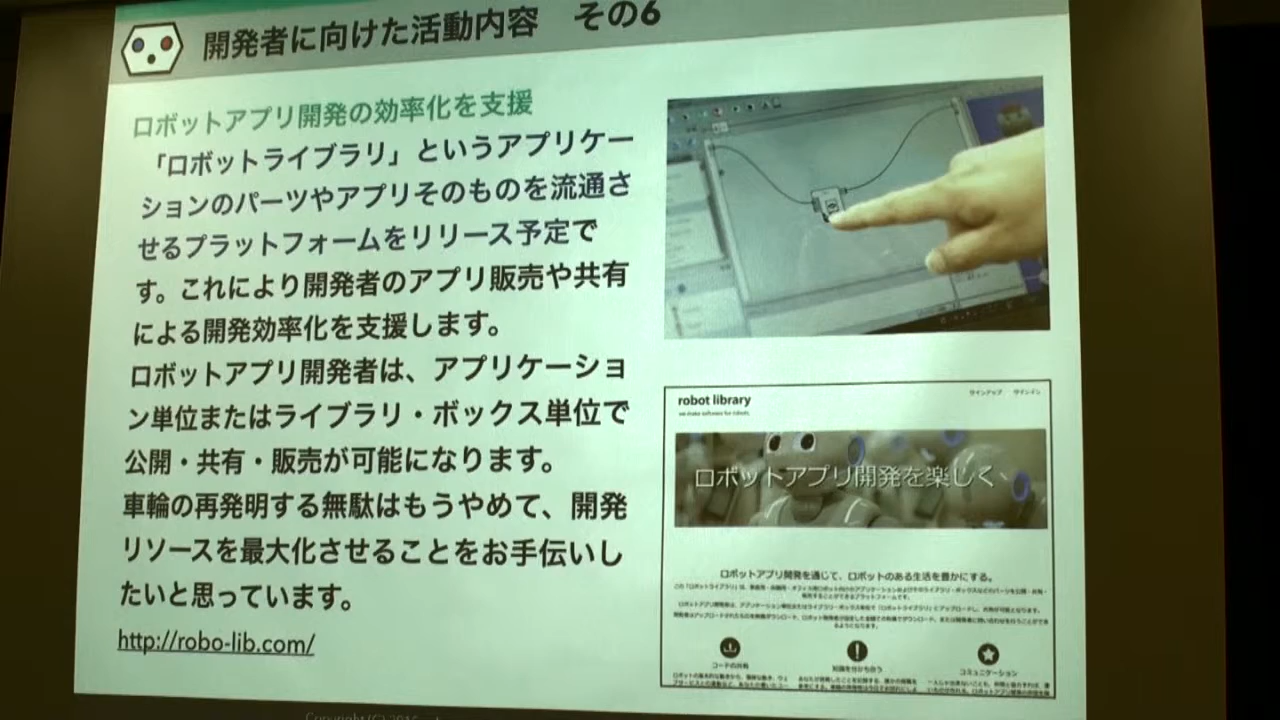 開発者に向けた活動内容　その6
ロボットアプリ開発の効率化を支援
「ロボットライブラリ」というアプリケー
ションのパーツやアプリそのものを流通さ
せるプラットフォームをリリース予定で
す。これにより開発者のアプリ販売や共有
による開発効率化を支援します。
ロボットアプリ開発者は、アプリケーショ
ン単位またはライブラリ・ボックス単位で
公開・共有・販売が可能になります。
車輪の再発明する無駄はもうやめて、開発
リソースを最大化させることをお手伝いし
たいと思っています。
http://robo-lib.com/
robot library
サインアップ　サインイン
we make software for robots.
ロボットアプリ開発を楽しく、
ロボットアプリ開発を通じて、ロボットのある生活を豊かにする。
コードの共有
知識を分かち合う
コミュニケーション